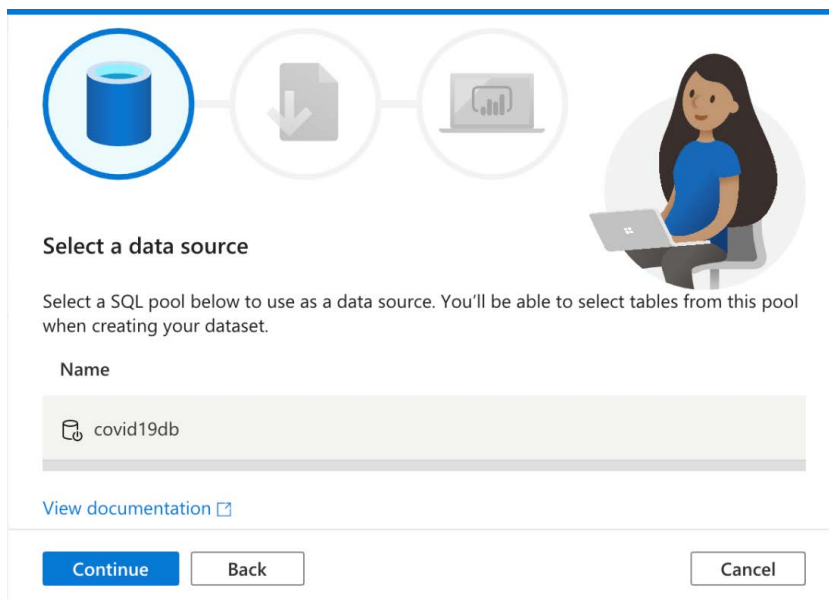 Select a data source
Select a SQL pool below to use as a data source. You'll be able to select tables from this pool
when creating your dataset.
Name
covid19db
View documentation
Continue
Back
Cancel